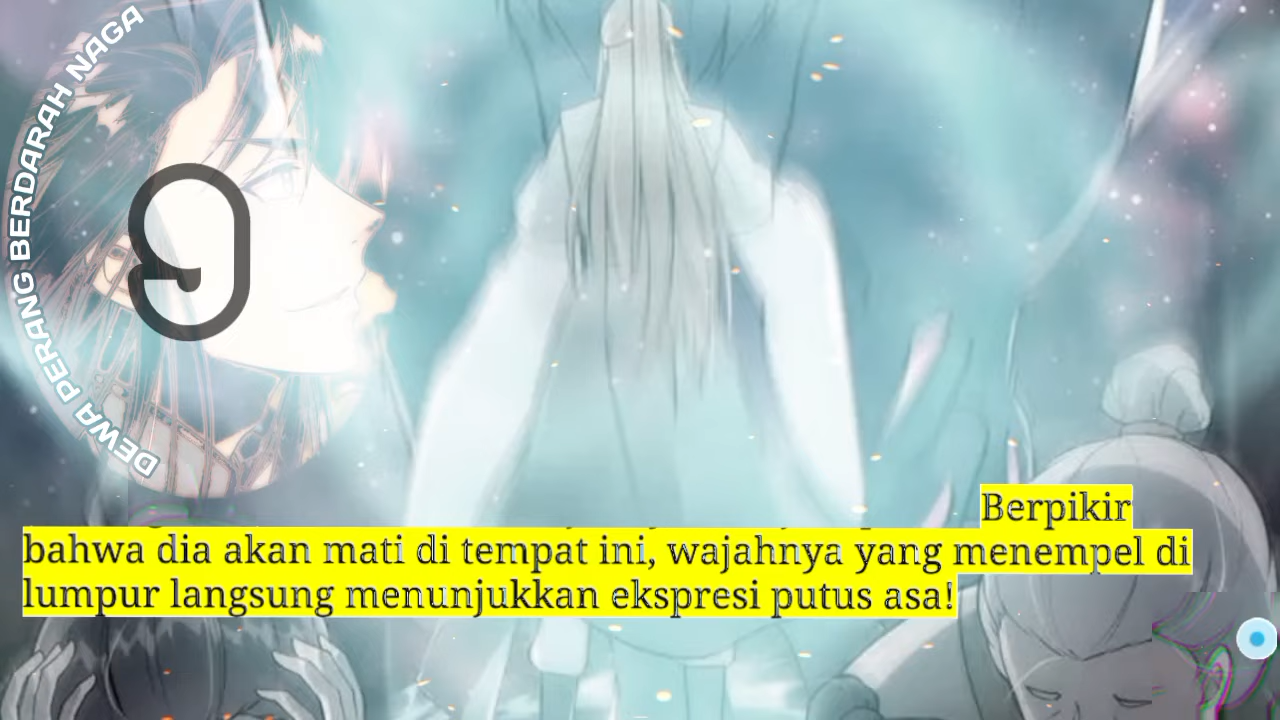 DEWA PERANG BERDARAH NAGA
Berpikir
bahwa dia akan mati di tempat ini, wajahnya yang menempel di
lumpur langsung menunjukkan ekspresi putus asa!